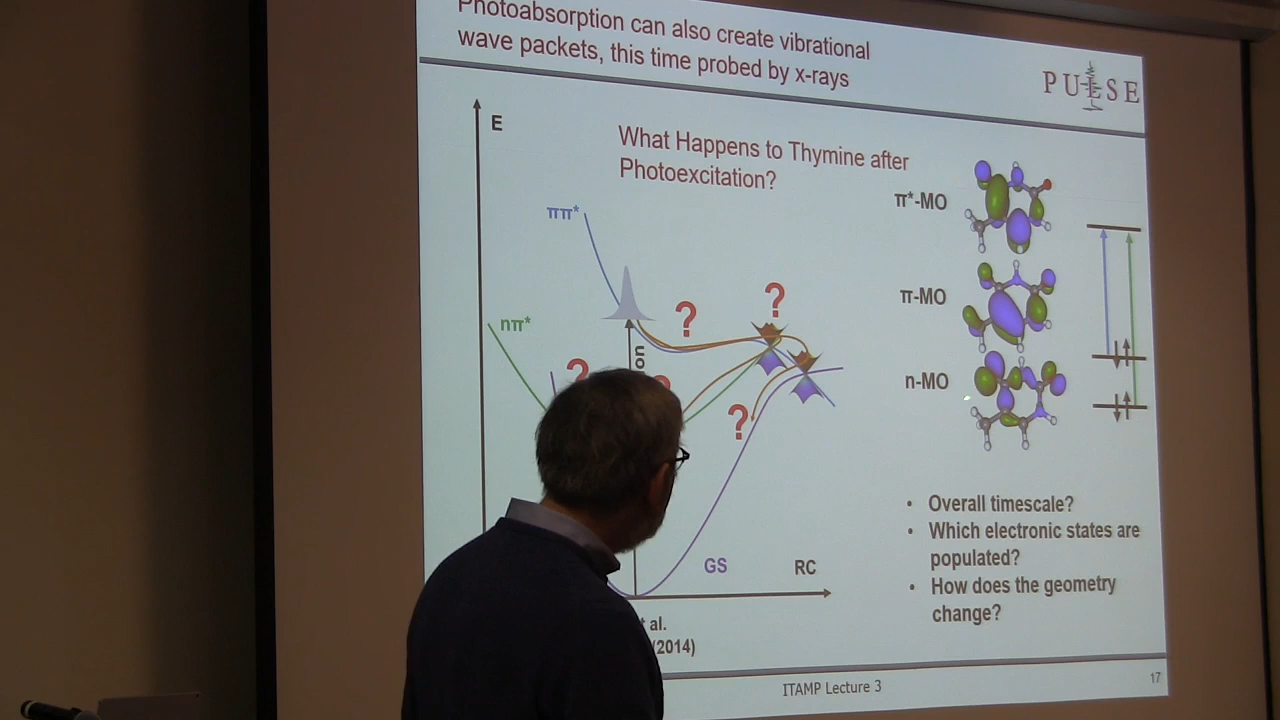 Photoabsorption can also create vibrational
wave packets, this time probed by x-rays
PULSE
E
What Happens to Thymine after
Photoexcitation?
ππ*
nπ*
?
?
?
?
on
π*-MO
π-MO
n-MO
GS
RC
• Overall timescale?
• Which electronic states are
populated?
• How does the geometry
change?
t al.
(2014)
ITAMP Lecture 3
17